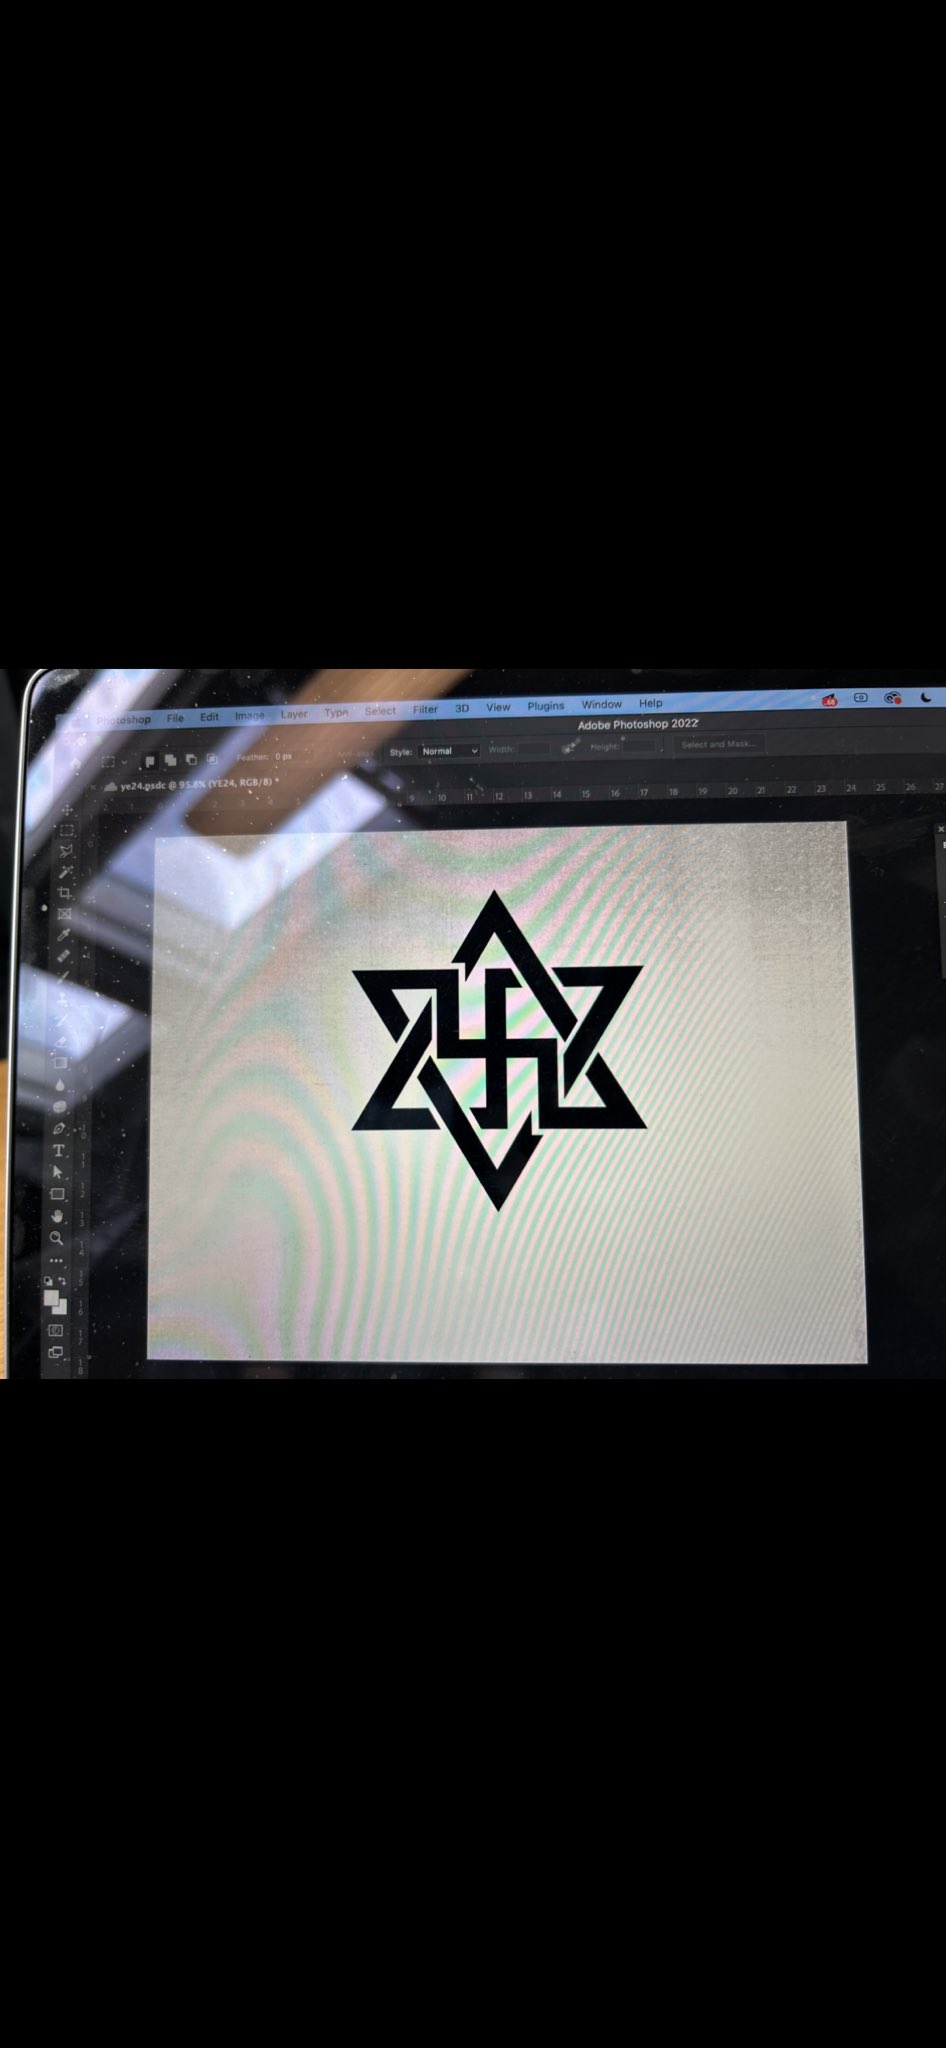 Photoshop File Edit Image Layer Type Select Filter 3D View Plugins Window Help
Adobe Photoshop 2022
Feather: 0 px Anti-alias Style: Normal Width: Height: Select and Mask...
ye24.psdc @ 95.8% (YE24, RGB/8) *
9 10 11 12 13 14 15 16 17 18 19 20 21 22 23 24 25 26 27